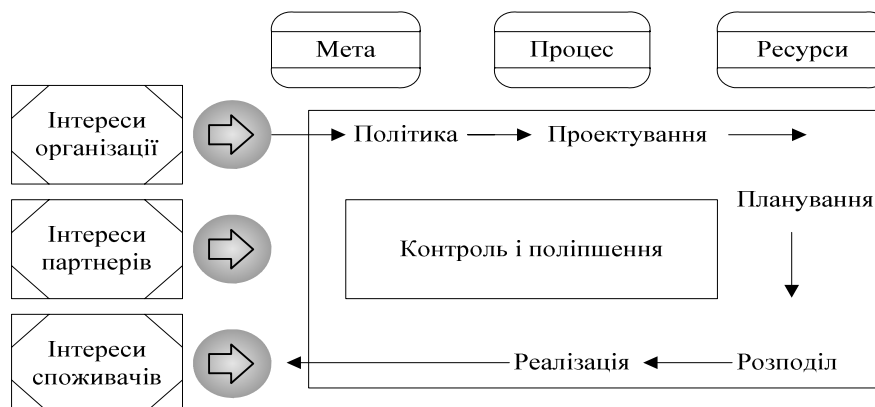 Мета
Процес
Ресурси
Інтереси
організації
Політика
Проектування
Планування
Інтереси
партнерів
Контроль і поліпшення
Інтереси
споживачів
Реалізація
Розподіл